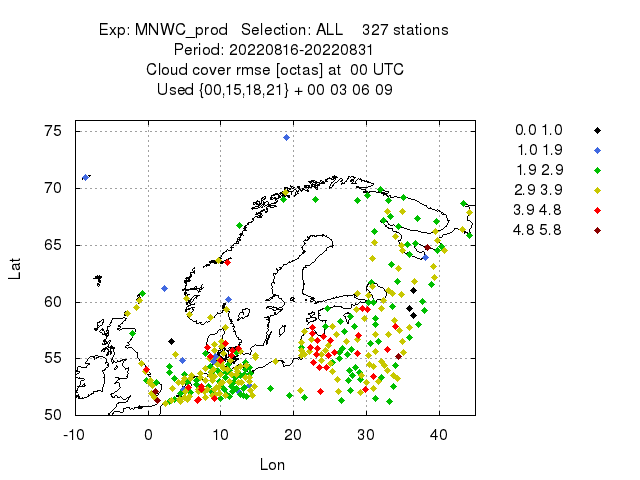 Exp: MNWC_prod   Selection: ALL    327 stations
Period: 20220816-20220831
Cloud cover rmse [octas] at  00 UTC
Used {00,15,18,21} + 00 03 06 09
0.0 1.0
1.0 1.9
1.9 2.9
2.9 3.9
3.9 4.8
4.8 5.8
75
70
65
60
55
50
Lat
-10 0 10 20 30 40
Lon